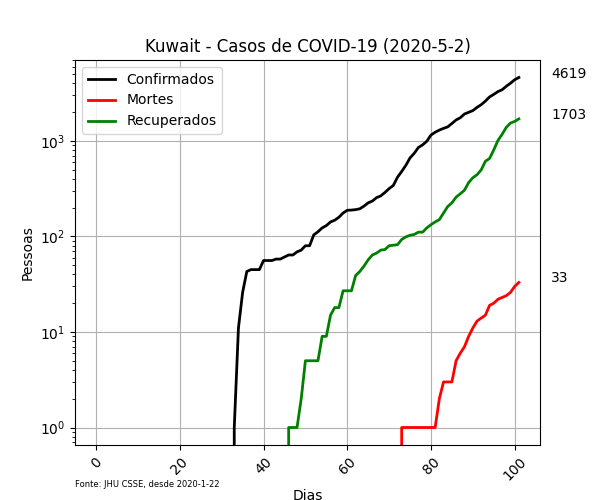 Kuwait - Casos de COVID-19 (2020-5-2)
Confirmados
Mortes
Recuperados
4619
1703
33
Pessoas
10³
10²
10¹
10⁰
0 20 40 60 80 100
Fonte: JHU CSSE, desde 2020-1-22
Dias